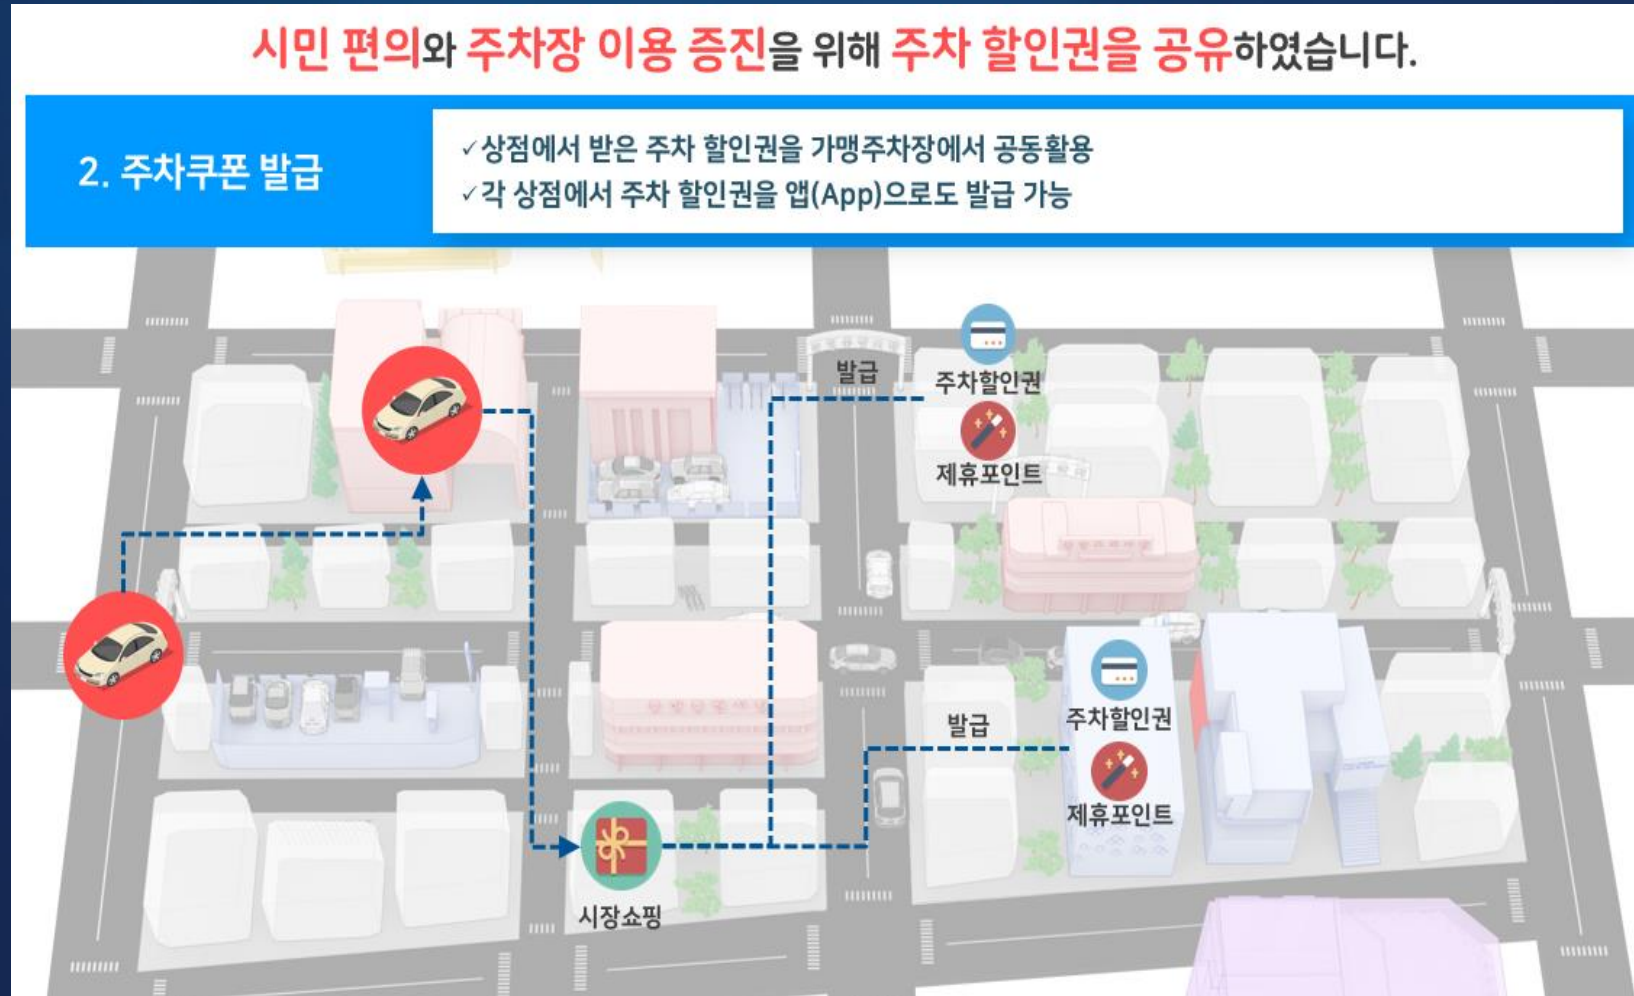 시민 편의와 주차장 이용 증진을 위해 주차 할인권을 공유하였습니다.
2. 주차쿠폰 발급
✓상점에서 받은 주차 할인권을 가맹주차장에서 공동활용
✓각 상점에서 주차 할인권을 앱(App)으로도 발급 가능
발급
주차할인권
제휴포인트
발급
주차할인권
제휴포인트
시장쇼핑